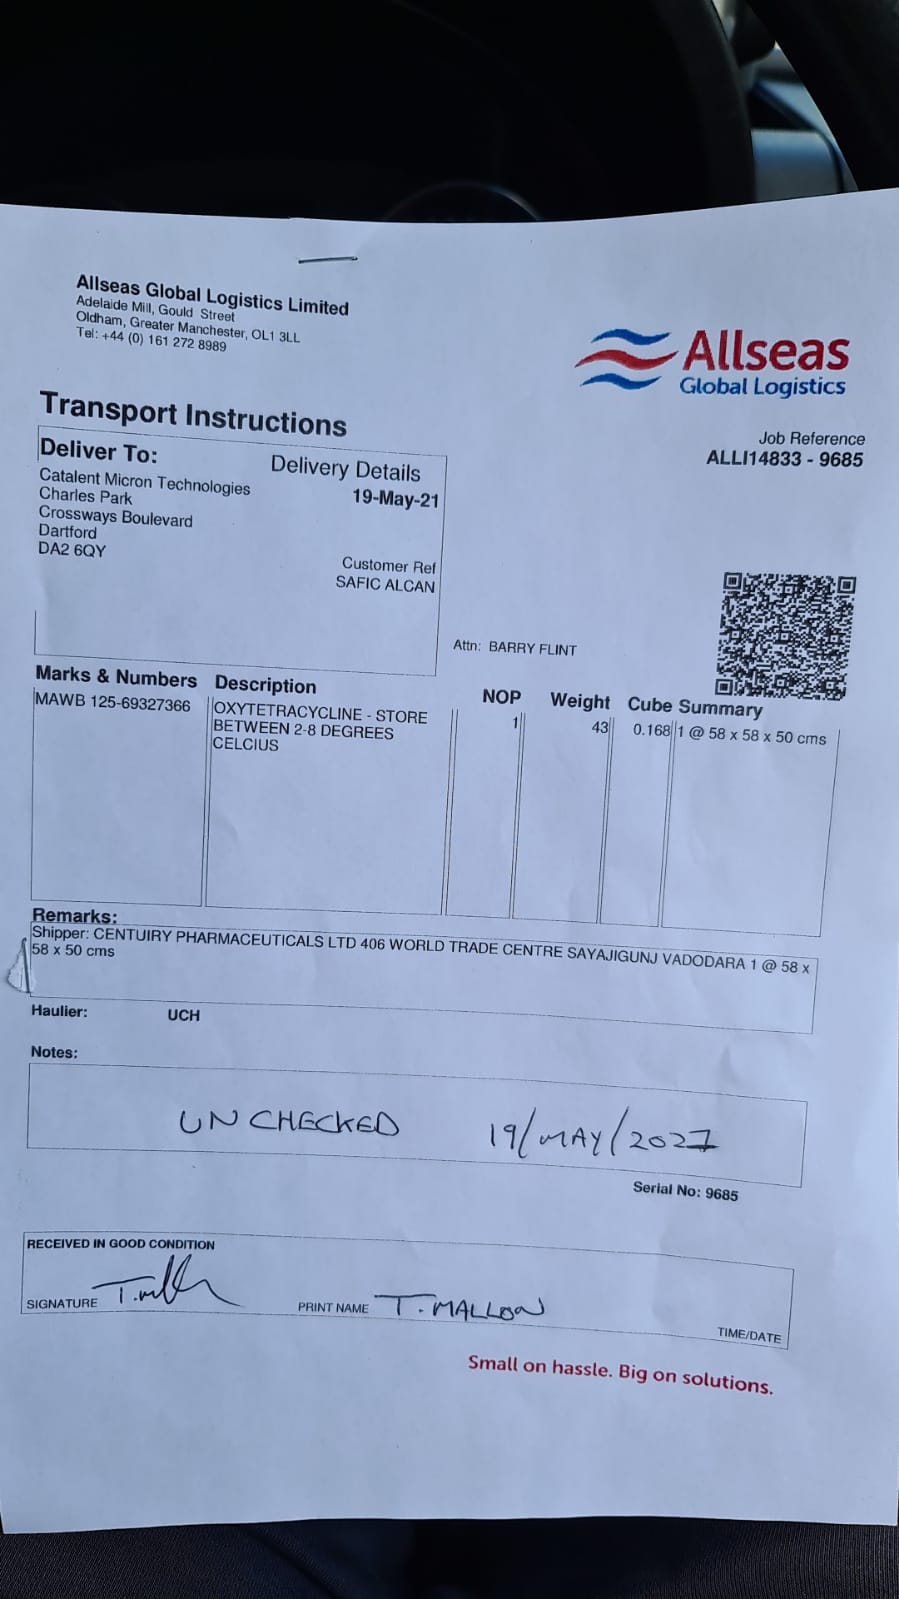 Allseas Global Logistics Limited
Adelaide Mill, Gould Street
Oldham, Greater Manchester, OL1 3LL
Tel: +44 (0) 161 272 8989
Allseas
Global Logistics
Transport Instructions
Job Reference
ALLI14833 - 9685
Deliver To:
Catalent Micron Technologies
Charles Park
Crossways Boulevard
Dartford
DA2 6QY
Delivery Details
19-May-21
Customer Ref
SAFIC ALCAN
Attn: BARRY FLINT
Marks & Numbers Description NOP Weight Cube Summary
MAWB 125-69327366 OXYTETRACYCLINE - STORE 1 43 0.168 1 @ 58 x 58 x 50 cms
BETWEEN 2-8 DEGREES
CELCIUS
Remarks:
Shipper: CENTUIRY PHARMACEUTICALS LTD 406 WORLD TRADE CENTRE SAYAJIGUNJ VADODARA 1 @ 58 x
58 x 50 cms
Haulier: UCH
Notes:
UNCHECKED 19/MAY/2021
Serial No: 9685
RECEIVED IN GOOD CONDITION
SIGNATURE T.Mallon PRINT NAME T. MALLON
TIME/DATE
Small on hassle. Big on solutions.